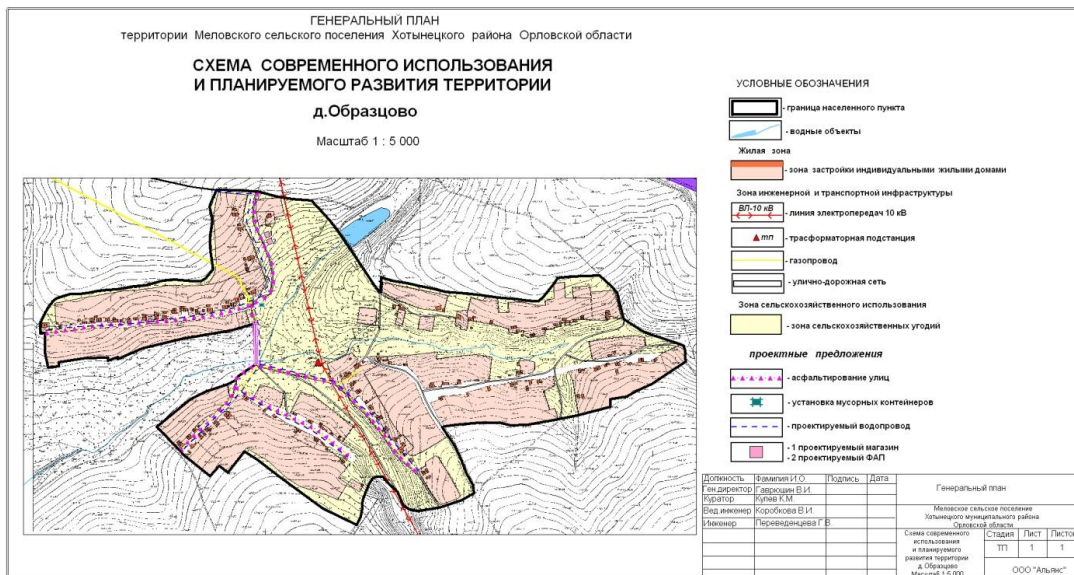 ГЕНЕРАЛЬНЫЙ ПЛАН
территории Меловского сельского поселения Хотынецкого района Орловской области
СХЕМА СОВРЕМЕННОГО ИСПОЛЬЗОВАНИЯ
И ПЛАНИРУЕМОГО РАЗВИТИЯ ТЕРРИТОРИИ
д.Образцово
Масштаб 1 : 5 000
УСЛОВНЫЕ ОБОЗНАЧЕНИЯ
- граница населенного пункта
- водные объекты
Жилая зона
- зона застройки индивидуальными жилыми домами
Зона инженерной и транспортной инфраструктуры
ВЛ-10 кВ
- линия электропередач 10 кВ
тп
- трасформаторная подстанция
- газопровод
- улично-дорожная сеть
Зона сельскохозяйственного использования
- зона сельскохозяйственных угодий
проектные предложения
- асфальтирование улиц
- установка мусорных контейнеров
- проектируемый водопровод
- 1 проектируемый магазин
- 2 проектируемый ФАП
Должность Фамилия И.О. Подпись Дата
Ген.директор Гаврюшин В.И.
Куратор Кулев К.М.
Вед.инженер Коробкова В.И.
Инженер Переведенцева Г.В.
Генеральный план
Меловское сельское поселение
Хотынецкого муниципального района
Орловской области
Схема современного
использования
и планируемого
развития территории
д.Образцово
Масштаб 1:5 000
Стадия Лист Листов
ТП 1 1
ООО "Альянс"